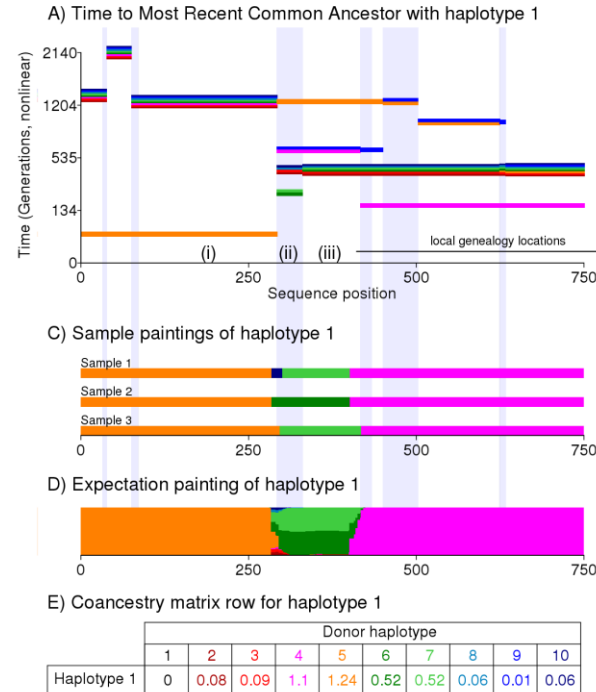 A) Time to Most Recent Common Ancestor with haplotype 1
Time (Generations, nonlinear)
2140
1204
535
134
0
(i)
(ii)
(iii)
local genealogy locations
0
250
500
750
Sequence position
C) Sample paintings of haplotype 1
Sample 1
Sample 2
Sample 3
D) Expectation painting of haplotype 1
0
250
500
750
E) Coancestry matrix row for haplotype 1
Donor haplotype
1 2 3 4 5 6 7 8 9 10
Haplotype 1 0 0.08 0.09 1.1 1.24 0.52 0.52 0.06 0.01 0.06